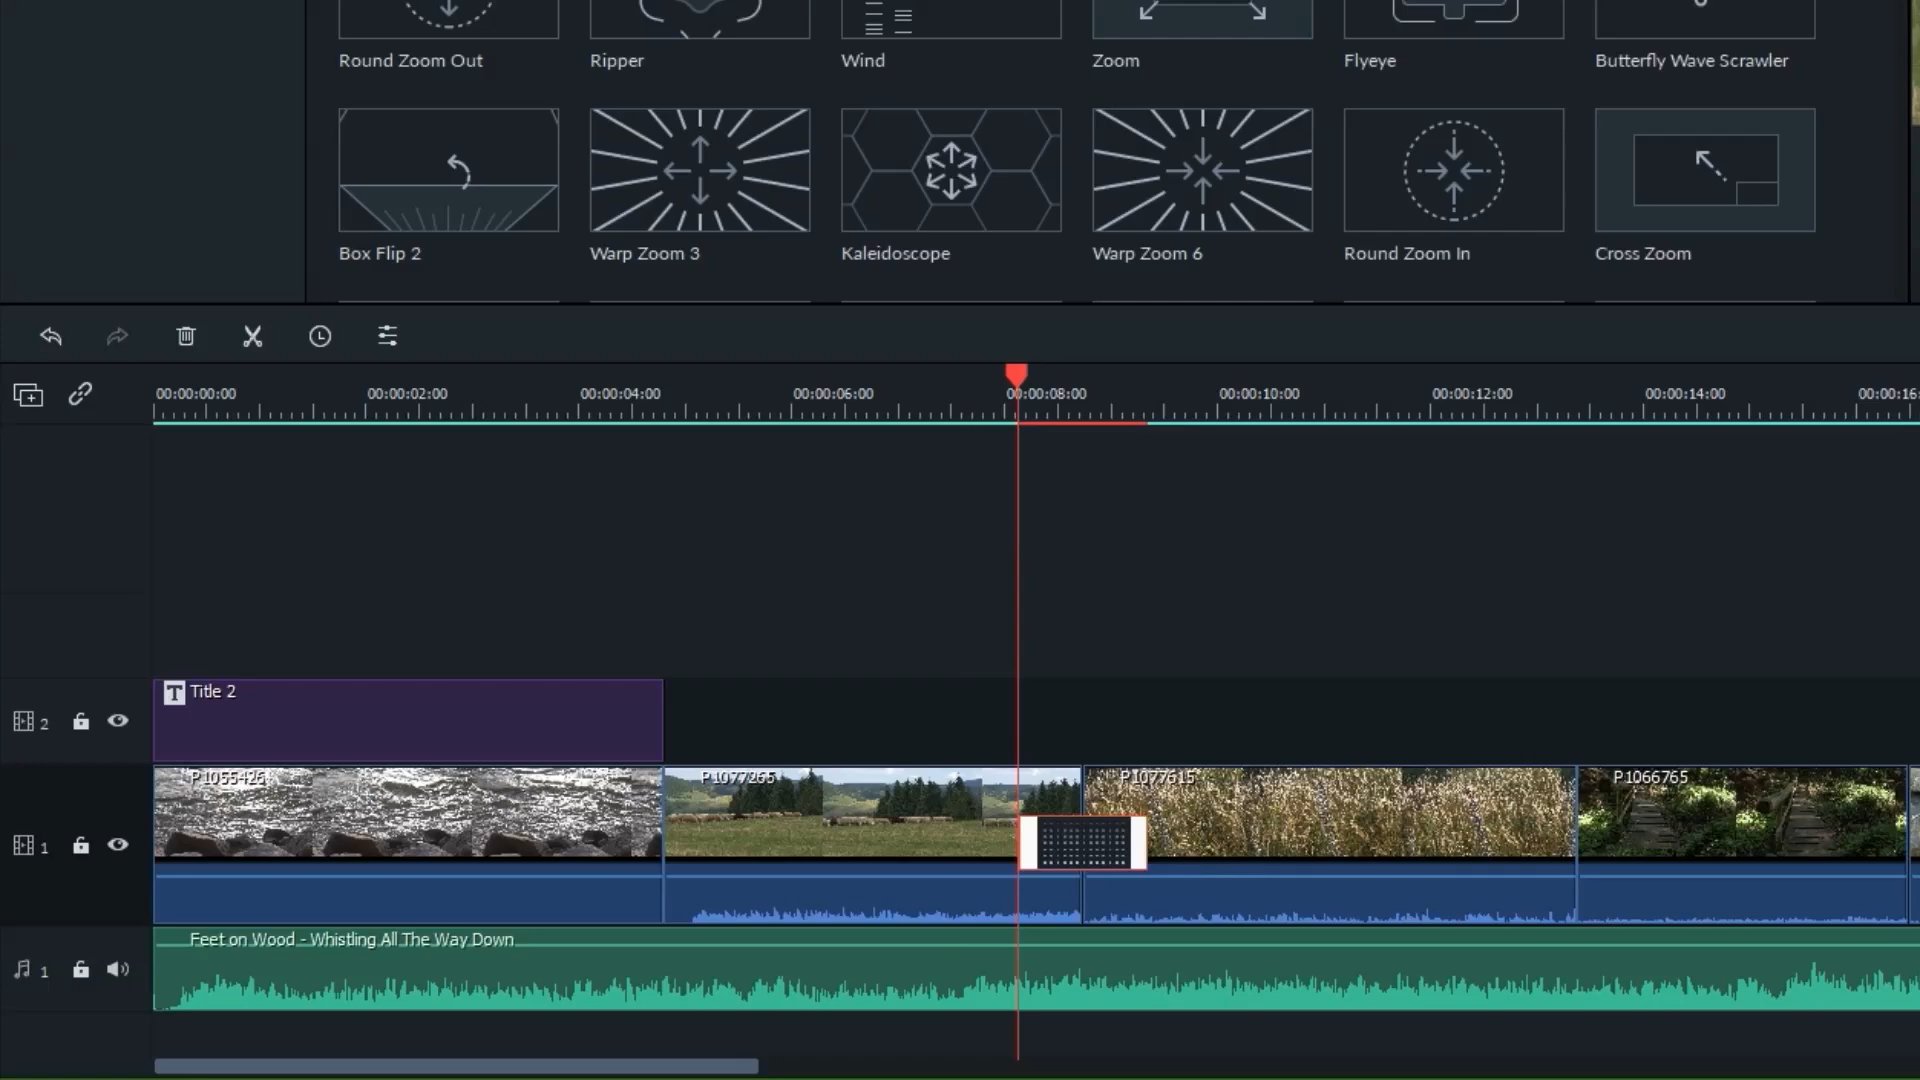 Round Zoom Out
Ripper
Wind
Zoom
Flyeye
Butterfly Wave Scrawler
Box Flip 2
Warp Zoom 3
Kaleidoscope
Warp Zoom 6
Round Zoom In
Cross Zoom
00:00:00:00
00:00:02:00
00:00:04:00
00:00:06:00
00:00:08:00
00:00:10:00
00:00:12:00
00:00:14:00
00:00:16:
T Title 2
2
P1055426
P1077265
P1077615
P1066765
1
Feet on Wood - Whistling All The Way Down
1